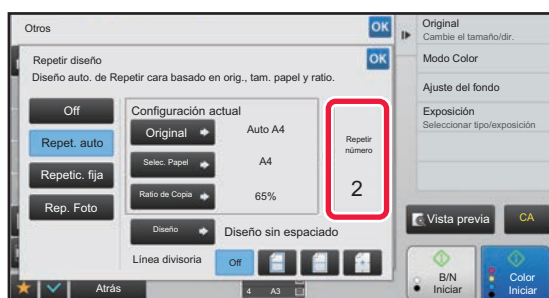 Otros
OK
Repetir diseño
OK
Diseño auto. de Repetir cara basado en orig., tam. papel y ratio.
Off
Repet. auto
Repetic. fija
Rep. Foto
Configuración actual
Original
Auto A4
Selec. Papel
A4
Ratio de Copia
65%
Repetir
número
2
Diseño
Diseño sin espaciado
Línea divisoria
Off
Atrás
4
A3
Original
Cambie el tamaño/dir.
Modo Color
Ajuste del fondo
Exposición
Seleccionar tipo/exposición
Vista previa
CA
B/N
Iniciar
Color
Iniciar